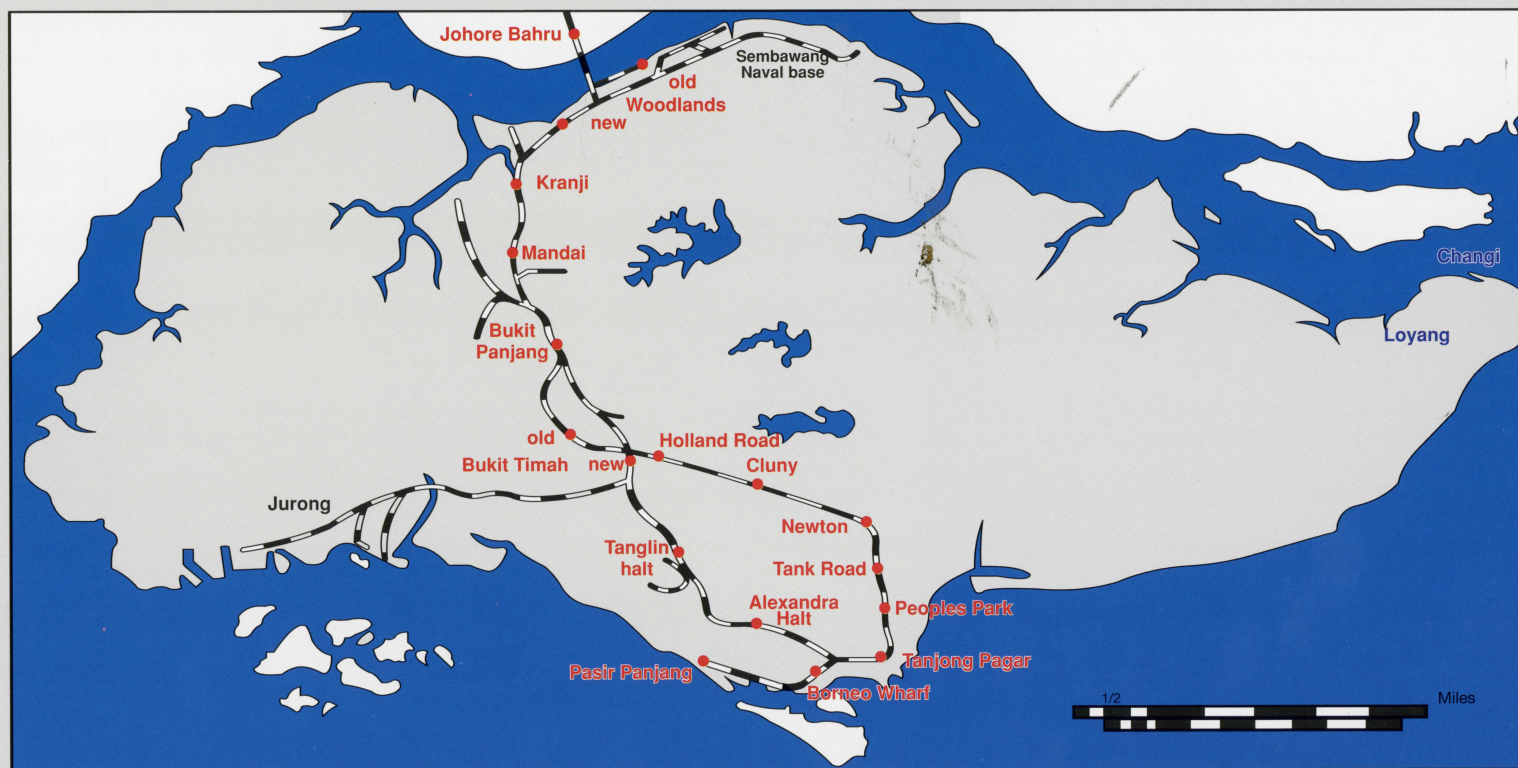 Johore Bahru
Sembawang
Naval base
old
Woodlands
new
Kranji
Mandai
Changi
Bukit
Panjang
Loyang
old
Holland Road
Bukit Timah
new
Cluny
Jurong
Newton
Tanglin
halt
Tank Road
Alexandra
Halt
Peoples Park
Pasir Panjang
Tanjong Pagar
Borneo Wharf
1/2
Miles